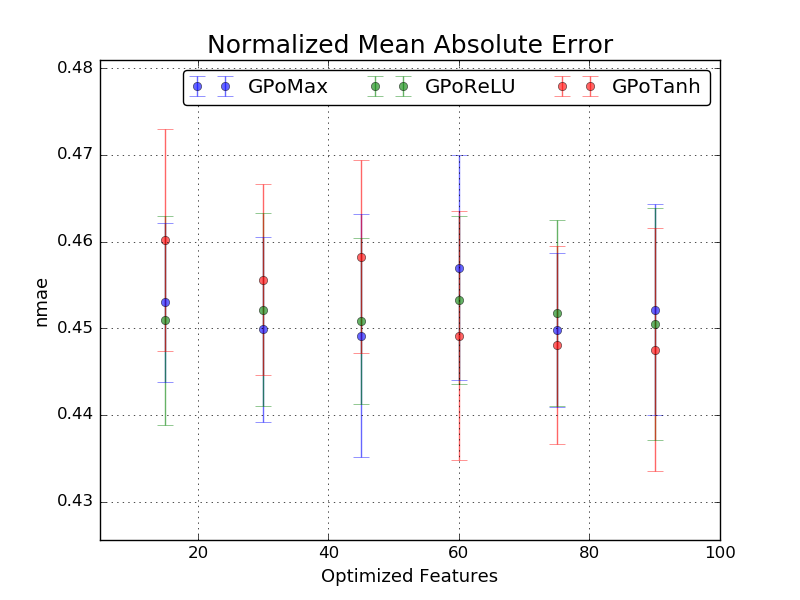 Normalized Mean Absolute Error
GPoMax GPoReLU GPoTanh
0.48
0.47
0.46
0.45
0.44
0.43
nmae
20 40 60 80 100
Optimized Features